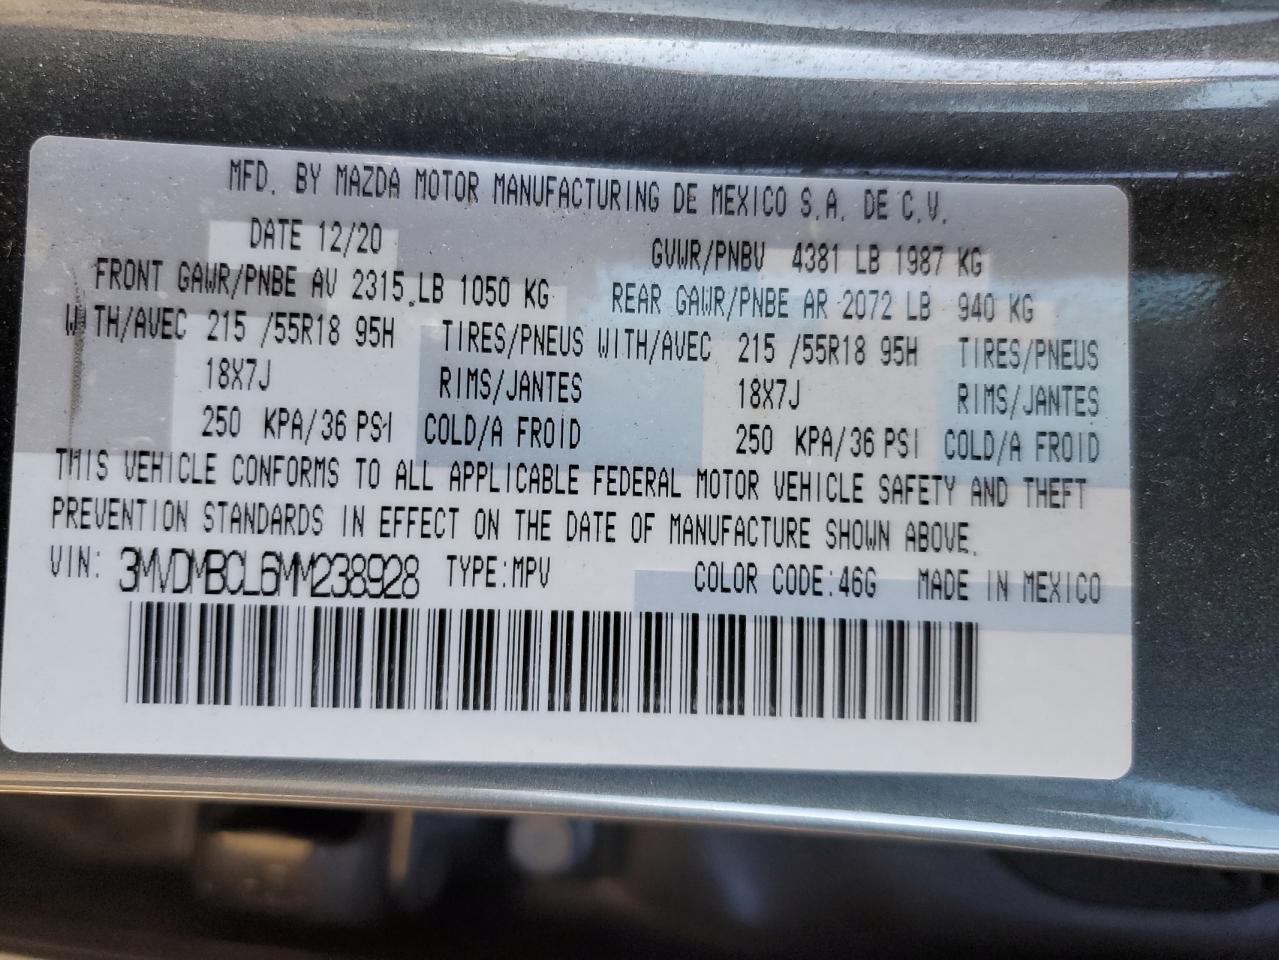 MFD. BY MAZDA MOTOR MANUFACTURING DE MEXICO S.A. DE C.V.
DATE 12/20 GVWR/PNBV 4381 LB 1987 KG
FRONT GAWR/PNBE AV 2315 LB 1050 KG REAR GAWR/PNBE AR 2072 LB 940 KG
WITH/AVEC 215 /55R18 95H TIRES/PNEUS WITH/AVEC 215 /55R18 95H TIRES/PNEUS
18X7J RIMS/JANTES 18X7J RIMS/JANTES
250 KPA/36 PSI COLD/A FROID 250 KPA/36 PSI COLD/A FROID
THIS VEHICLE CONFORMS TO ALL APPLICABLE FEDERAL MOTOR VEHICLE SAFETY AND THEFT
PREVENTION STANDARDS IN EFFECT ON THE DATE OF MANUFACTURE SHOWN ABOVE.
VIN: 3MVDMBCL6MM238928 TYPE:MPV COLOR CODE:46G MADE IN MEXICO